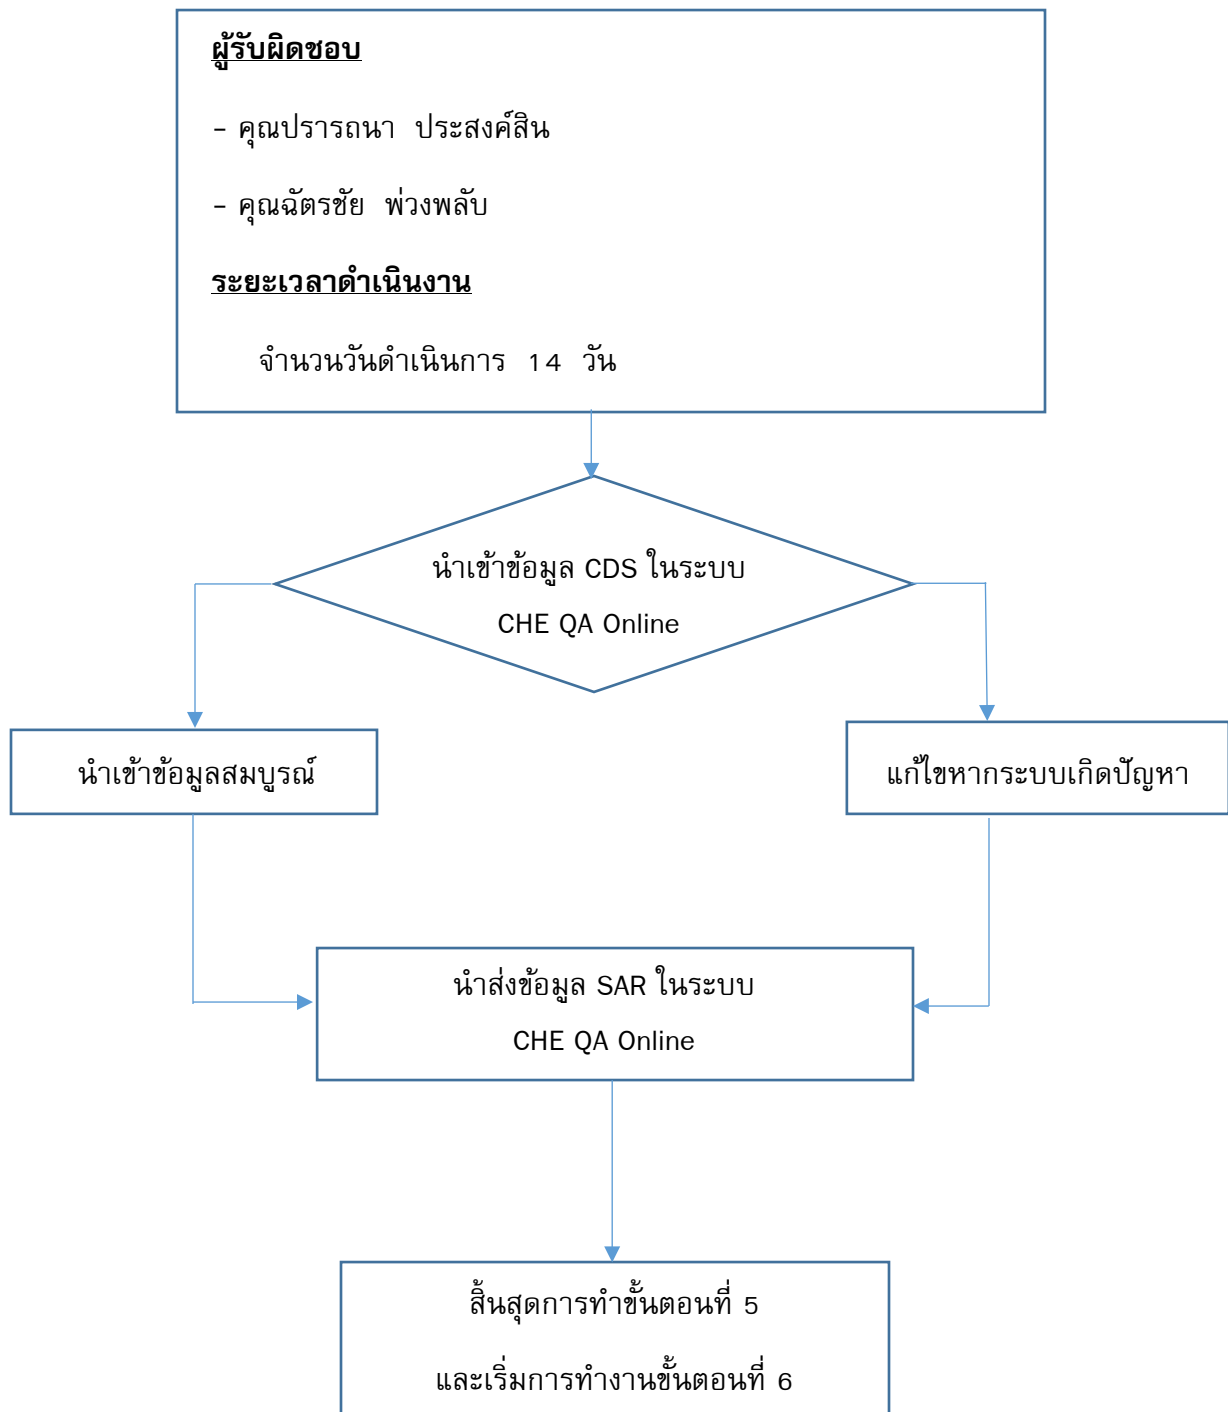 ผู้รับผิดชอบ
- คุณปรารถนา ประสงค์สิน
- คุณฉัตรชัย พ่วงพลับ
ระยะเวลาดำเนินงาน
จำนวนวันดำเนินการ 14 วัน
นำเข้าข้อมูล CDS ในระบบ
CHE QA Online
นำเข้าข้อมูลสมบูรณ์
แก้ไขหากระบบเกิดปัญหา
นำส่งข้อมูล SAR ในระบบ
CHE QA Online
สิ้นสุดการทำขั้นตอนที่ 5
และเริ่มการทำงานขั้นตอนที่ 6